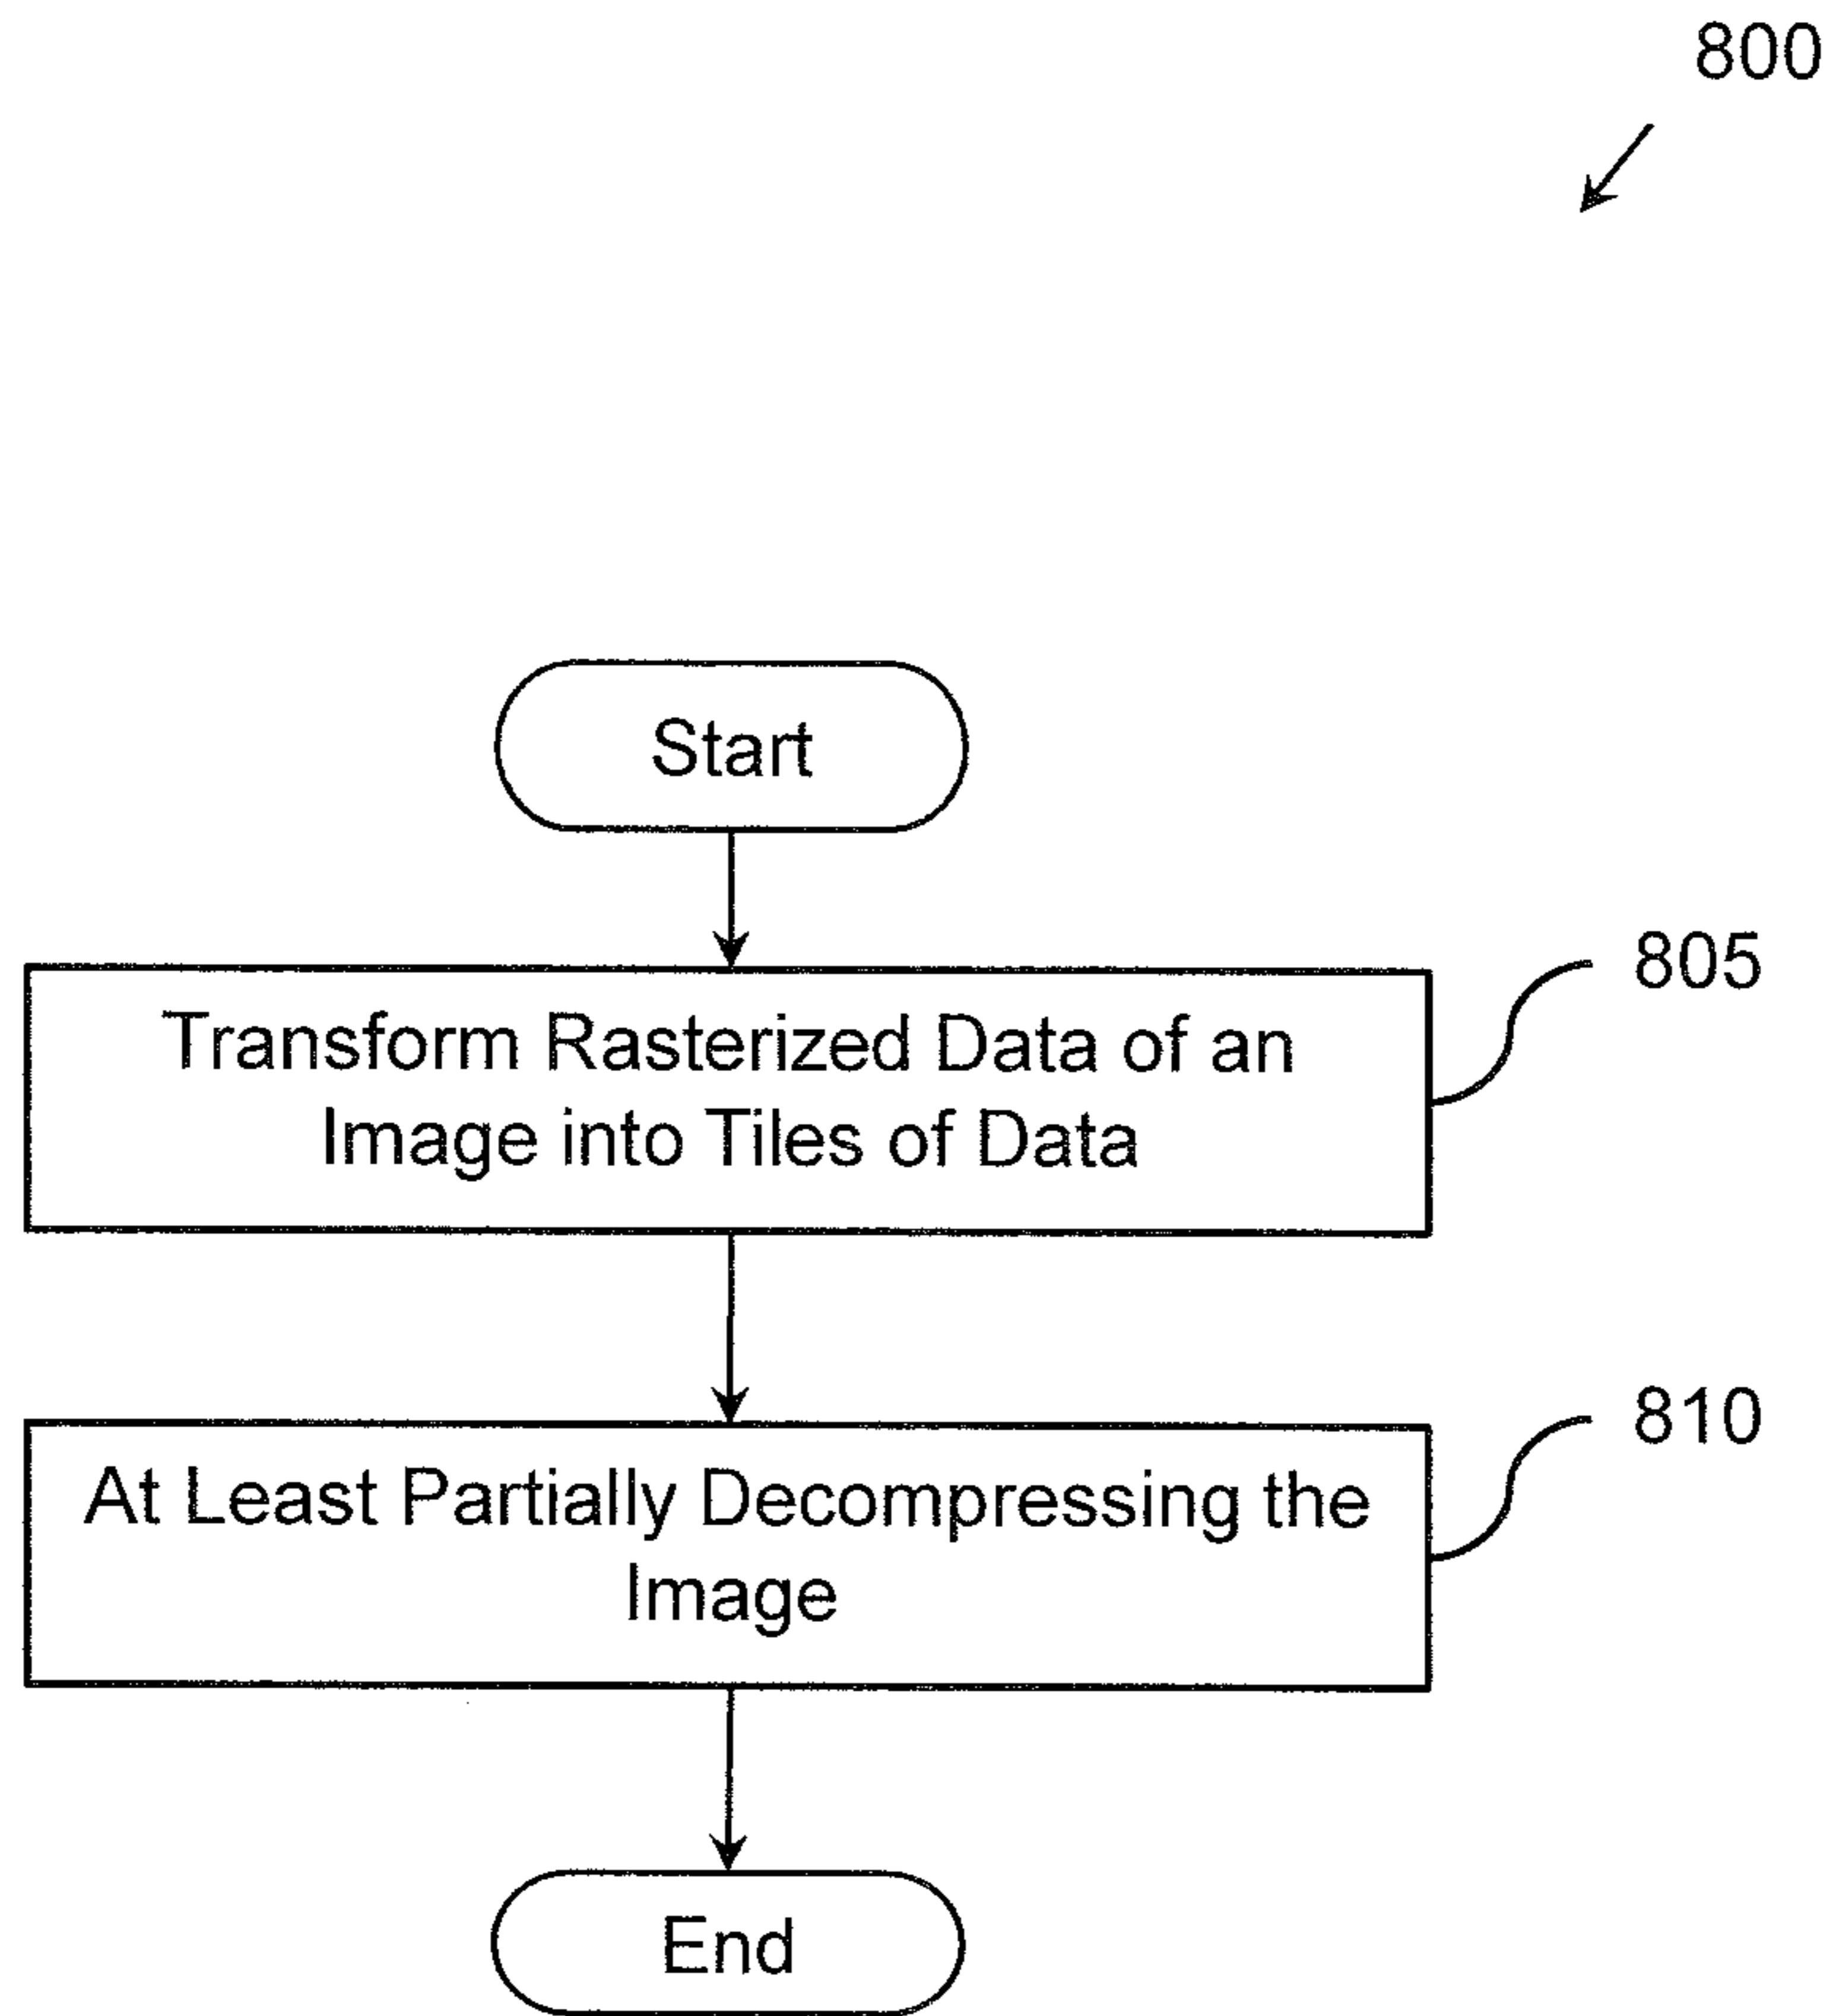 800
Start
805
Transform Rasterized Data of an
Image into Tiles of Data
810
At Least Partially Decompressing the
Image
End